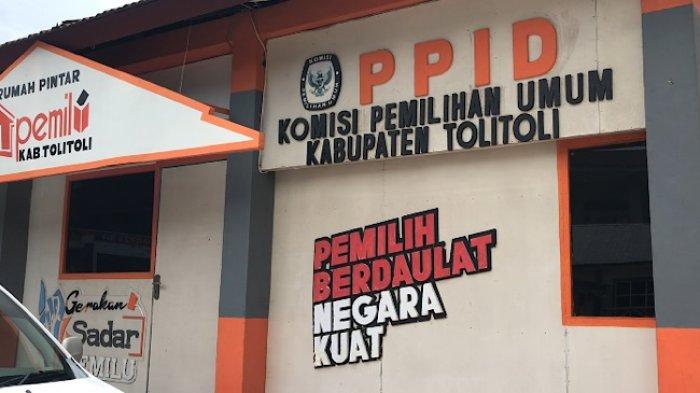 RUMAH PINTAR
pemilu
KAB.TOLITOLI
PPID
KOMISI PEMILIHAN UMUM
KABUPATEN TOLITOLI
PEMILIH
BERDAULAT
NEGARA
KUAT
Gerakan
Sadar
PEMILU